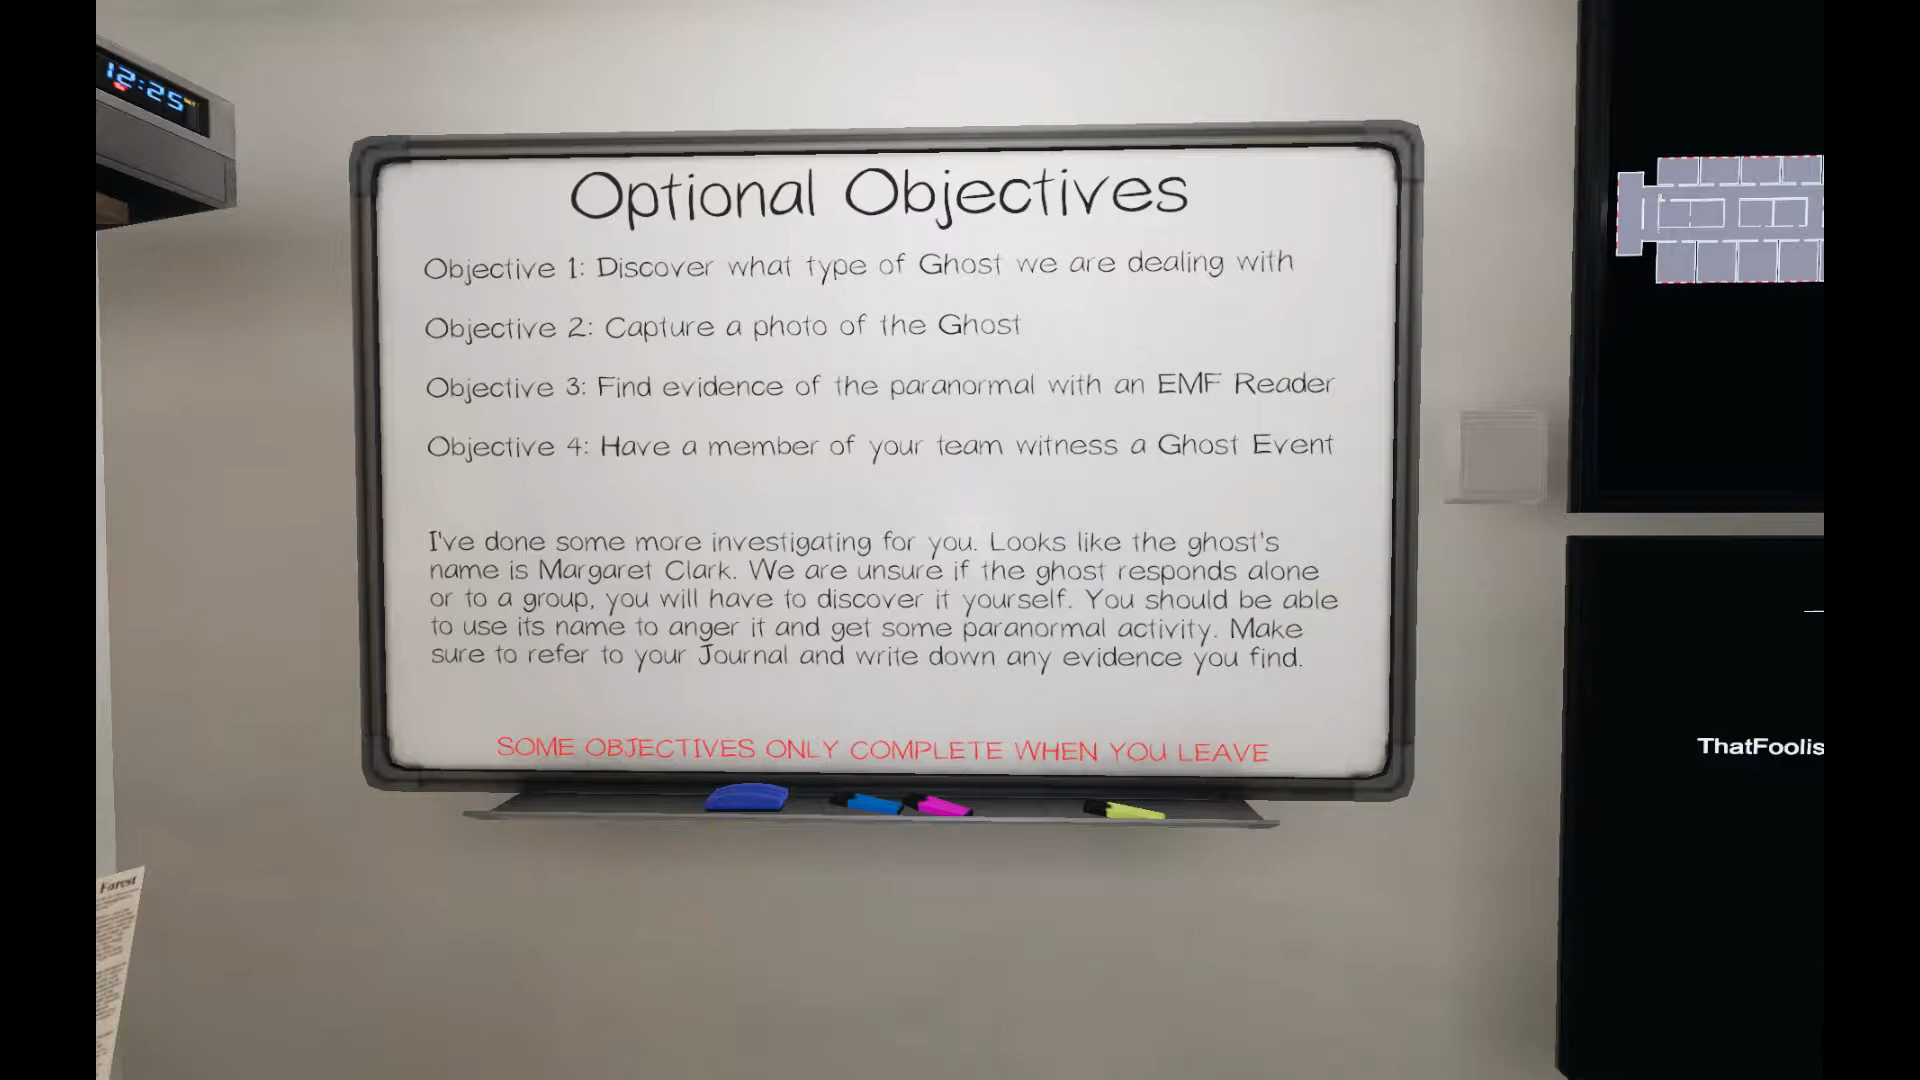 12:25
Optional Objectives
Objective 1: Discover what type of Ghost we are dealing with
Objective 2: Capture a photo of the Ghost
Objective 3: Find evidence of the paranormal with an EMF Reader
Objective 4: Have a member of your team witness a Ghost Event
I've done some more investigating for you. Looks like the ghost's
name is Margaret Clark. We are unsure if the ghost responds alone
or to a group, you will have to discover it yourself. You should be able
to use its name to anger it and get some paranormal activity. Make
sure to refer to your Journal and write down any evidence you find.
SOME OBJECTIVES ONLY COMPLETE WHEN YOU LEAVE
ThatFoolis
Forest